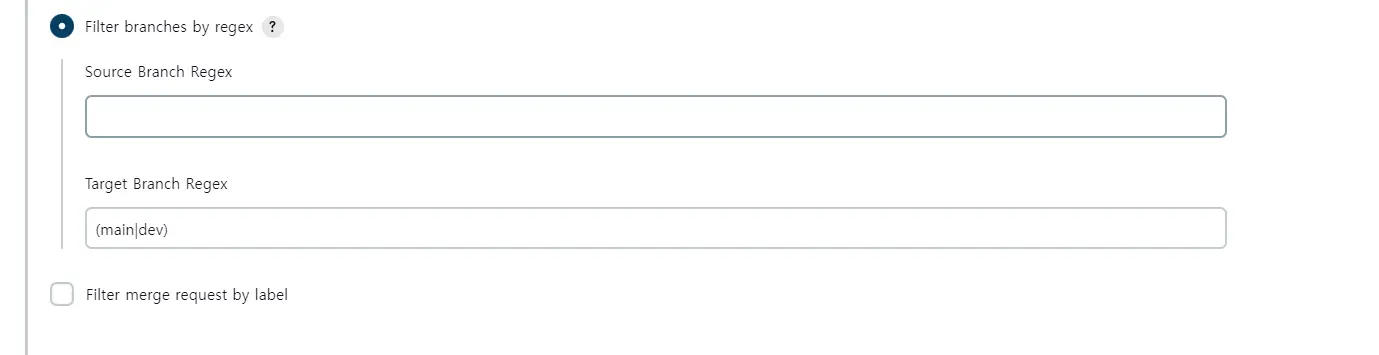 Filter branches by regex ?
Source Branch Regex
Target Branch Regex
(main|dev)
Filter merge request by label